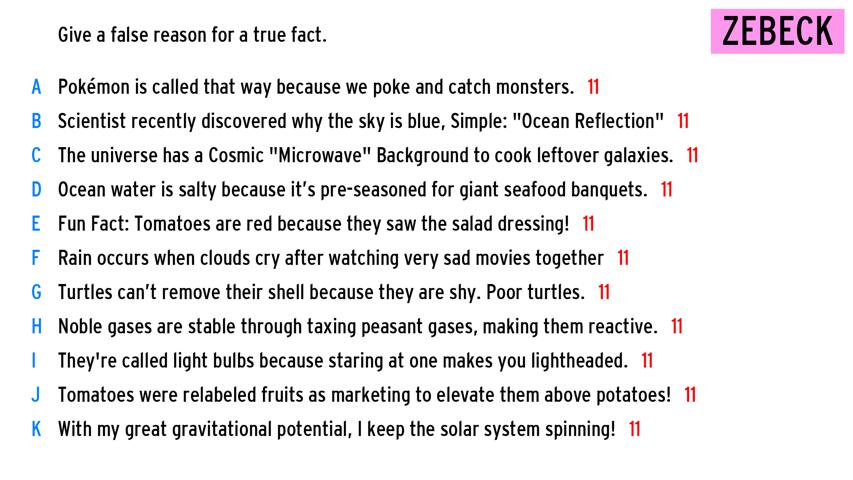 Give a false reason for a true fact.
ZEBECK
A Pokémon is called that way because we poke and catch monsters. 11
B Scientist recently discovered why the sky is blue, Simple: "Ocean Reflection" 11
C The universe has a Cosmic "Microwave" Background to cook leftover galaxies. 11
D Ocean water is salty because it’s pre-seasoned for giant seafood banquets. 11
E Fun Fact: Tomatoes are red because they saw the salad dressing! 11
F Rain occurs when clouds cry after watching very sad movies together 11
G Turtles can’t remove their shell because they are shy. Poor turtles. 11
H Noble gases are stable through taxing peasant gases, making them reactive. 11
I They're called light bulbs because staring at one makes you lightheaded. 11
J Tomatoes were relabeled fruits as marketing to elevate them above potatoes! 11
K With my great gravitational potential, I keep the solar system spinning! 11